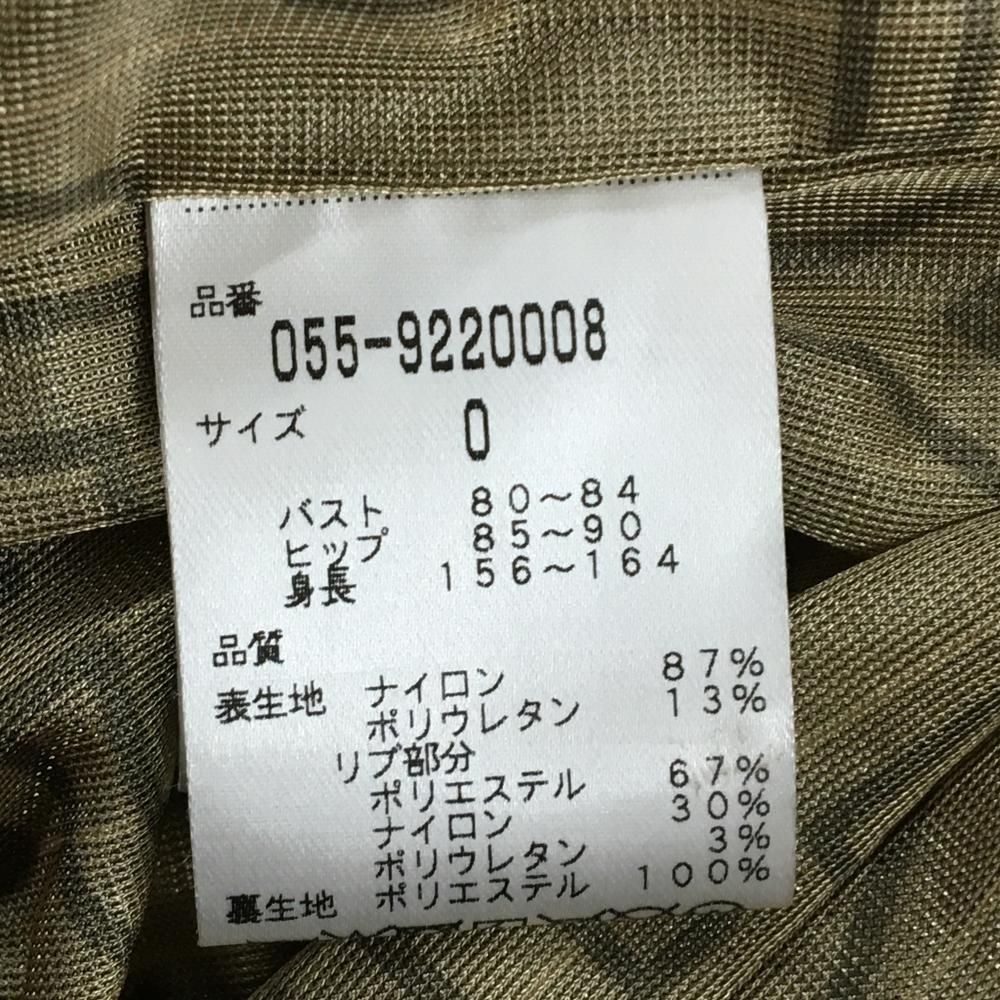 品番
055-9220008
サイズ 0
バスト 80~84
ヒップ 85~90
身長 156~164
品質
表生地 ナイロン 87%
ポリウレタン 13%
リブ部分
ポリエステル 67%
ナイロン 30%
ポリウレタン 3%
裏生地 ポリエステル 100%